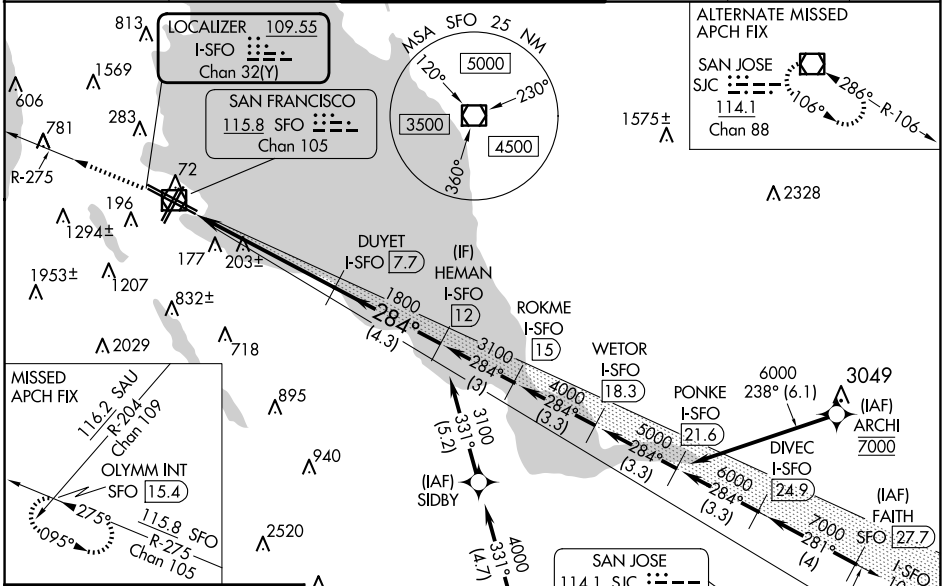 813
LOCALIZER 109.55
I-SFO
Chan 32(Y)
1569
606
283
781
R-275
SAN FRANCISCO
115.8 SFO
Chan 105
72
196
1294±
177
203±
1953±
1207
832±
2029
718
895
940
2520
MSA SFO 25 NM
120°
5000
230°
3500
4500
360°
1575±
2328
ALTERNATE MISSED
APCH FIX
SAN JOSE
SJC
114.1
Chan 88
286°
R-106
106°
DUYET
I-SFO 7.7
(IF)
HEMAN
I-SFO
12
1800
284°
(4.3)
ROKME
I-SFO
15
3100
284°
(3)
WETOR
I-SFO
18.3
4000
284°
(3.3)
PONKE
I-SFO
21.6
5000
284°
(3.3)
6000
238° (6.1)
3049
(IAF)
ARCHI
7000
DIVEC
I-SFO
24.9
6000
284°
(3.3)
(IAF)
FAITH
SFO 27.7
I-SFO
7000
281°
(4)
3100
331°
(5.2)
(IAF)
SIDBY
4000
331°
(4.7)
SAN JOSE
114.1 SJC
MISSED
APCH FIX
116.2 SAU
R-204
Chan 109
OLYMM INT
SFO 15.4
275°
095°
115.8 SFO
R-275
Chan 105